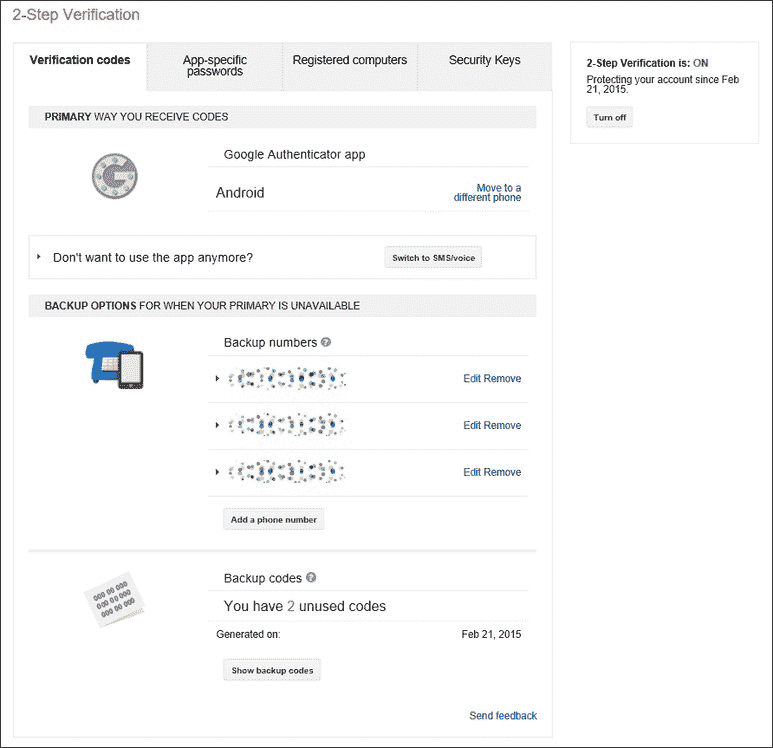 2-Step Verification
Verification codes
App-specific
passwords
Registered computers
Security Keys
2-Step Verification is: ON
Protecting your account since Feb
21, 2015.
Turn off
PRIMARY WAY YOU RECEIVE CODES
Google Authenticator app
Android
Move to a
different phone
Don't want to use the app anymore?
Switch to SMS/voice
BACKUP OPTIONS FOR WHEN YOUR PRIMARY IS UNAVAILABLE
Backup numbers ?
Edit Remove
Edit Remove
Edit Remove
Add a phone number
000 00 000
000 00 000
000 00 000
Backup codes ?
You have 2 unused codes
Generated on: Feb 21, 2015
Show backup codes
Send feedback